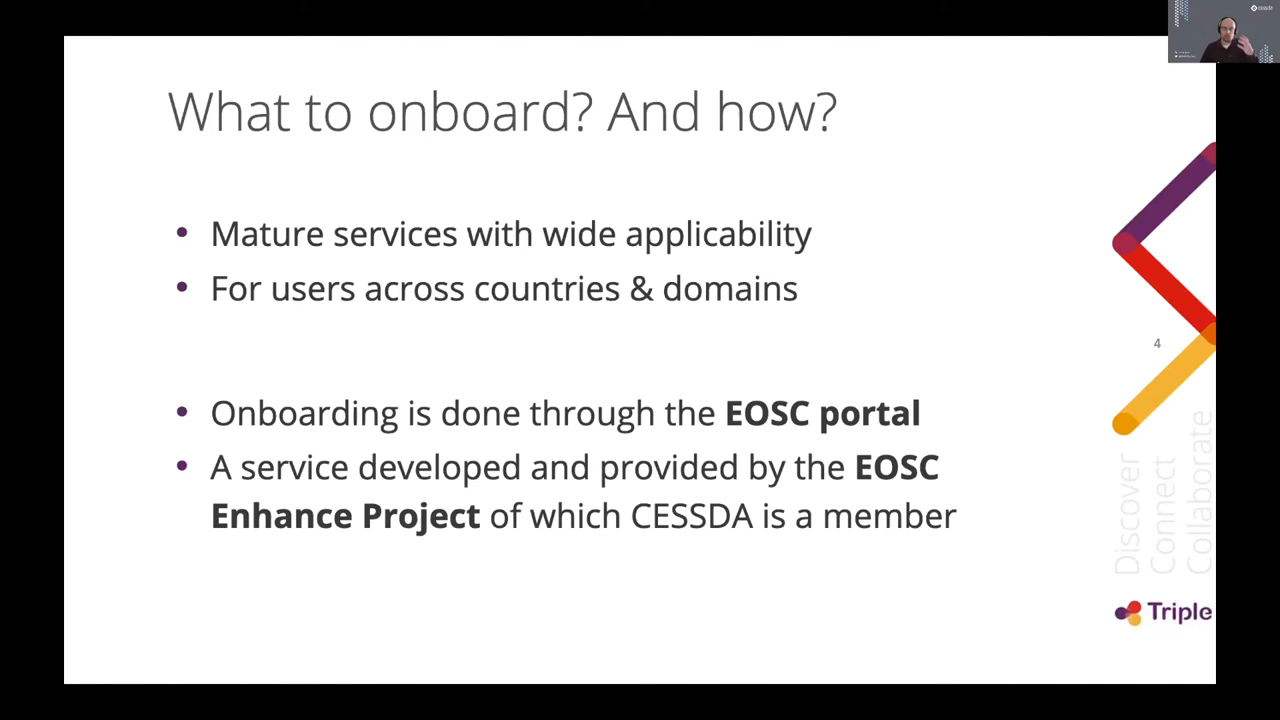 What to onboard? And how?
• Mature services with wide applicability
• For users across countries & domains
• Onboarding is done through the EOSC portal
• A service developed and provided by the EOSC
Enhance Project of which CESSDA is a member
4
Discover
Connect
Collaborate
Triple